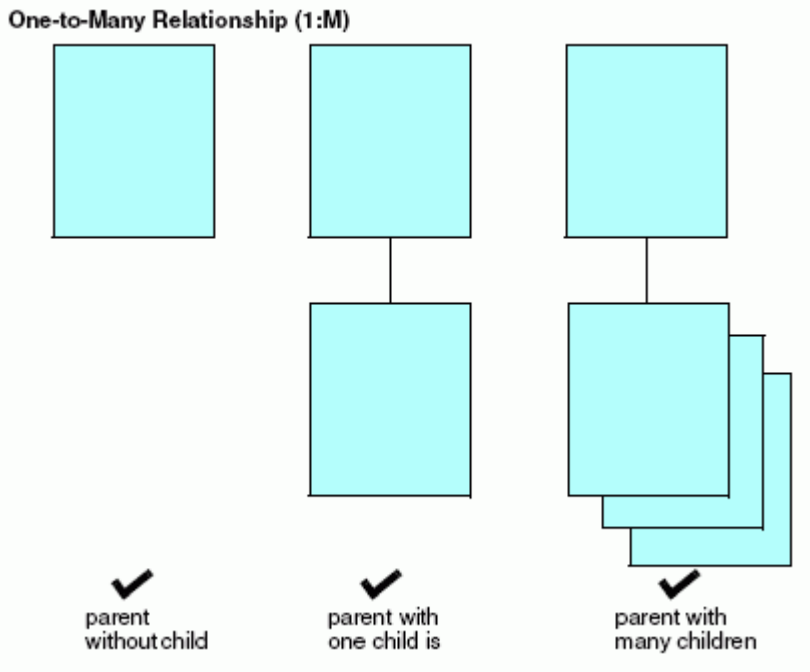 One-to-Many Relationship (1:M)
parent
without child
parent with
one child is
parent with
many children